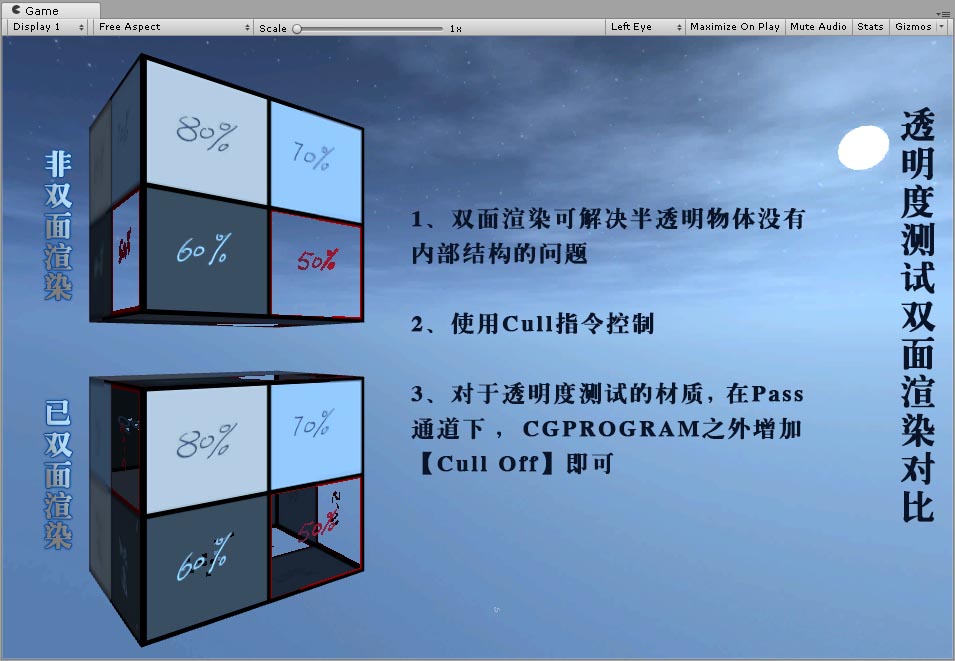 Game
Display 1
Free Aspect
Scale
1x
Left Eye
Maximize On Play
Mute Audio
Stats
Gizmos
透明度测试双面渲染对比
非双面渲染
80%
70%
60%
50%
1、双面渲染可解决半透明物体没有
内部结构的问题
2、使用Cull指令控制
3、对于透明度测试的材质,在Pass
通道下 , CGPROGRAM之外增加
【Cull Off】即可
已双面渲染
80%
70%
60%
50%